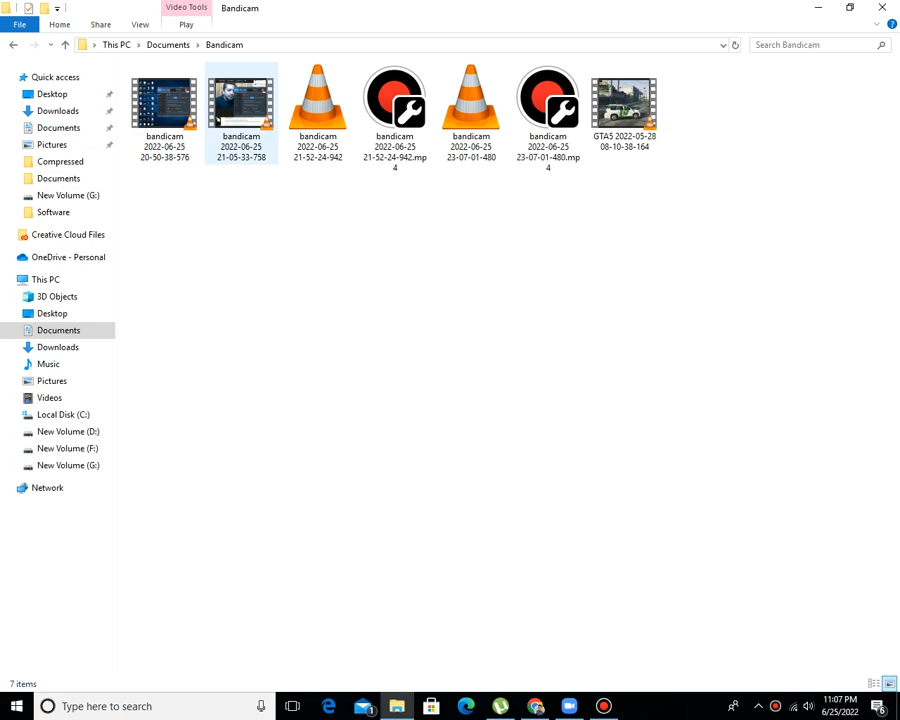 Video Tools
Bandicam
File
Home
Share
View
Play
This PC
Documents
Bandicam
Search Bandicam
Quick access
Desktop
Downloads
Documents
Pictures
Compressed
Documents
New Volume (G:)
Software
Creative Cloud Files
OneDrive - Personal
This PC
3D Objects
Desktop
Documents
Downloads
Music
Pictures
Videos
Local Disk (C:)
New Volume (D:)
New Volume (F:)
New Volume (G:)
Network
bandicam
2022-06-25
20-50-38-576
bandicam
2022-06-25
21-05-33-758
bandicam
2022-06-25
21-52-24-942
bandicam
2022-06-25
21-52-24-942.mp
4
bandicam
2022-06-25
23-07-01-480
bandicam
2022-06-25
23-07-01-480.mp
4
GTA5 2022-05-28
08-10-38-164
7 items
Type here to search
1
11:07 PM
6/25/2022
6